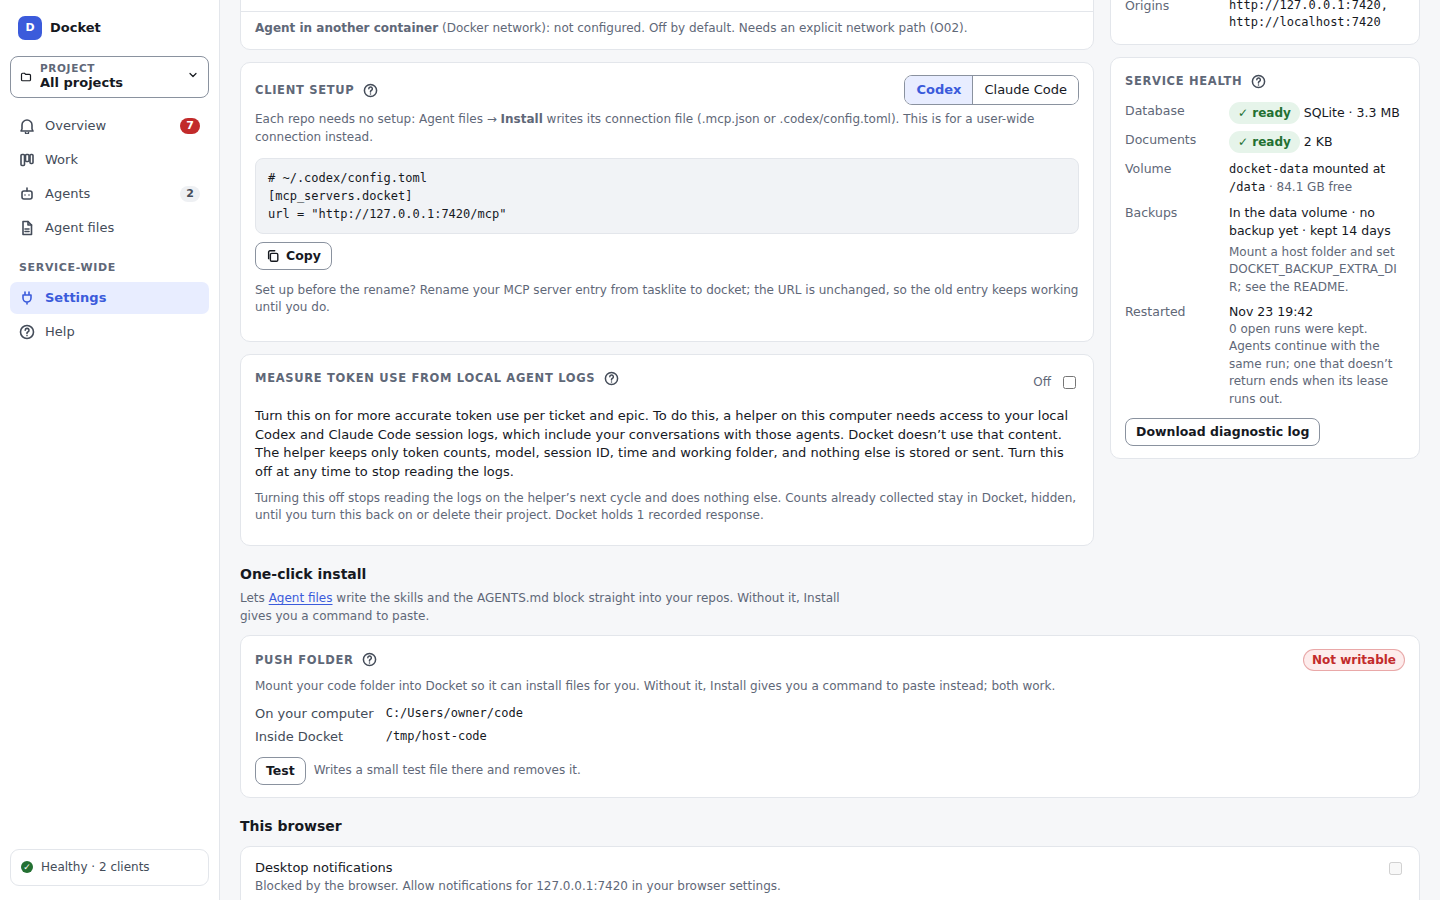 D Docket
PROJECT
All projects
Overview 7
Work
Agents 2
Agent files
SERVICE-WIDE
Settings
Help
✓ Healthy · 2 clients
Agent in another container (Docker network): not configured. Off by default. Needs an explicit network path (O02).
CLIENT SETUP ?
Codex Claude Code
Each repo needs no setup: Agent files → Install writes its connection file (.mcp.json or .codex/config.toml). This is for a user-wide
connection instead.
# ~/.codex/config.toml
[mcp_servers.docket]
url = "http://127.0.0.1:7420/mcp"
Copy
Set up before the rename? Rename your MCP server entry from tasklite to docket; the URL is unchanged, so the old entry keeps working
until you do.
MEASURE TOKEN USE FROM LOCAL AGENT LOGS ?
Off
Turn this on for more accurate token use per ticket and epic. To do this, a helper on this computer needs access to your local
Codex and Claude Code session logs, which include your conversations with those agents. Docket doesn’t use that content.
The helper keeps only token counts, model, session ID, time and working folder, and nothing else is stored or sent. Turn this
off at any time to stop reading the logs.
Turning this off stops reading the logs on the helper’s next cycle and does nothing else. Counts already collected stay in Docket, hidden,
until you turn this back on or delete their project. Docket holds 1 recorded response.
Origins http://127.0.0.1:7420,
http://localhost:7420
SERVICE HEALTH ?
Database ✓ ready SQLite · 3.3 MB
Documents ✓ ready 2 KB
Volume docket-data mounted at
/data · 84.1 GB free
Backups In the data volume · no
backup yet · kept 14 days
Mount a host folder and set
DOCKET_BACKUP_EXTRA_DI
R; see the README.
Restarted Nov 23 19:42
0 open runs were kept.
Agents continue with the
same run; one that doesn’t
return ends when its lease
runs out.
Download diagnostic log
One-click install
Lets Agent files write the skills and the AGENTS.md block straight into your repos. Without it, Install
gives you a command to paste.
PUSH FOLDER ?
Not writable
Mount your code folder into Docket so it can install files for you. Without it, Install gives you a command to paste instead; both work.
On your computer C:/Users/owner/code
Inside Docket /tmp/host-code
Test Writes a small test file there and removes it.
This browser
Desktop notifications
Blocked by the browser. Allow notifications for 127.0.0.1:7420 in your browser settings.